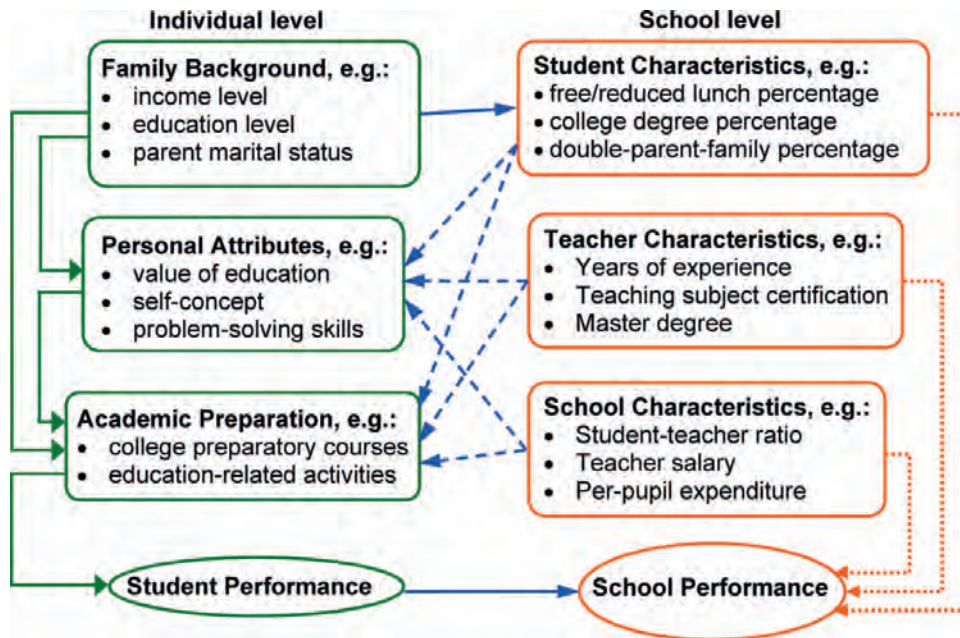 Individual level
Family Background, e.g.:
• income level
• education level
• parent marital status
Personal Attributes, e.g.:
• value of education
• self-concept
• problem-solving skills
Academic Preparation, e.g.:
• college preparatory courses
• education-related activities
Student Performance
School level
Student Characteristics, e.g.:
• free/reduced lunch percentage
• college degree percentage
• double-parent-family percentage
Teacher Characteristics, e.g.:
• Years of experience
• Teaching subject certification
• Master degree
School Characteristics, e.g.:
• Student-teacher ratio
• Teacher salary
• Per-pupil expenditure
School Performance